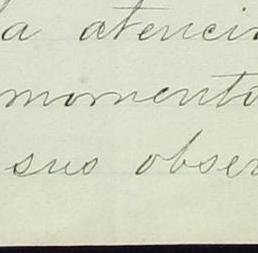 a atenci
momento
sus obser